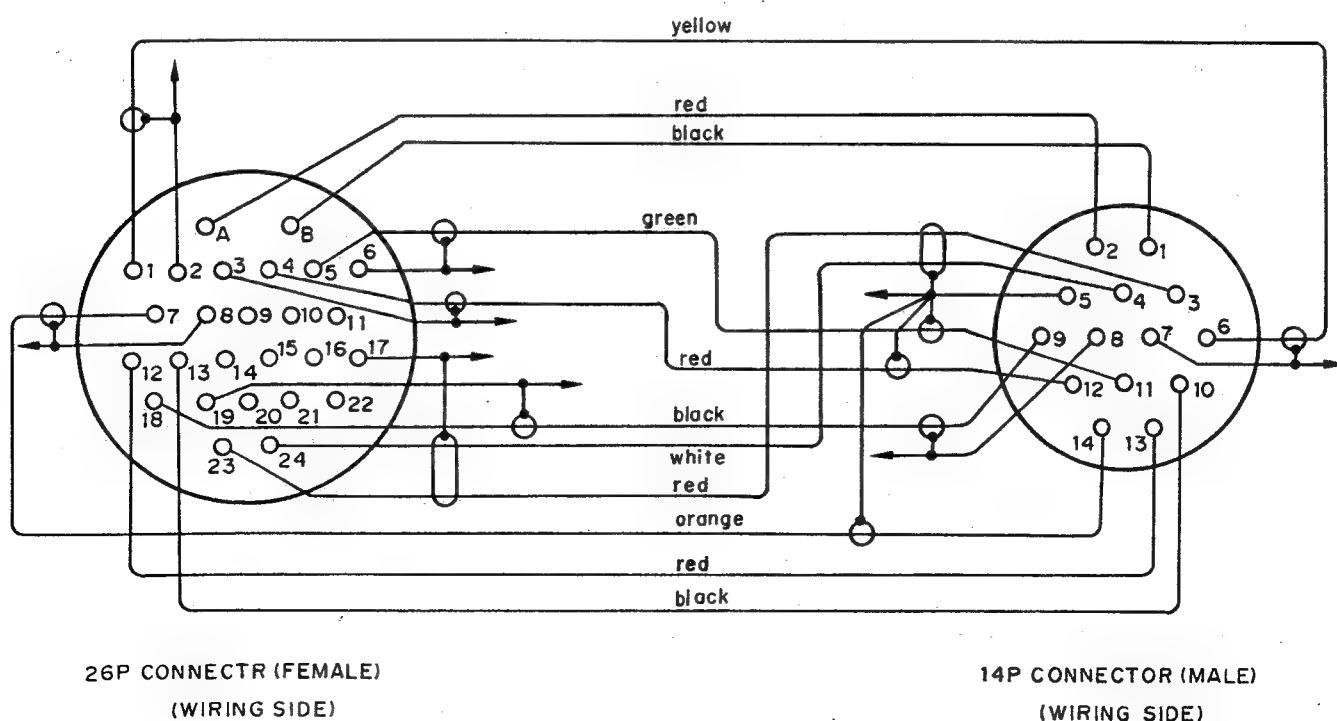 yellow
red
black
green
A B
1 2 3 4 5 6
7 8 9 10 11
12 13 14 15 16 17
18 19 20 21 22
23 24
2 1
5 4 3
9 8 7 6
12 11 10
14 13
red
black
white
red
orange
red
black
26P CONNECTR (FEMALE)
(WIRING SIDE)
14P CONNECTOR (MALE)
(WIRING SIDE)